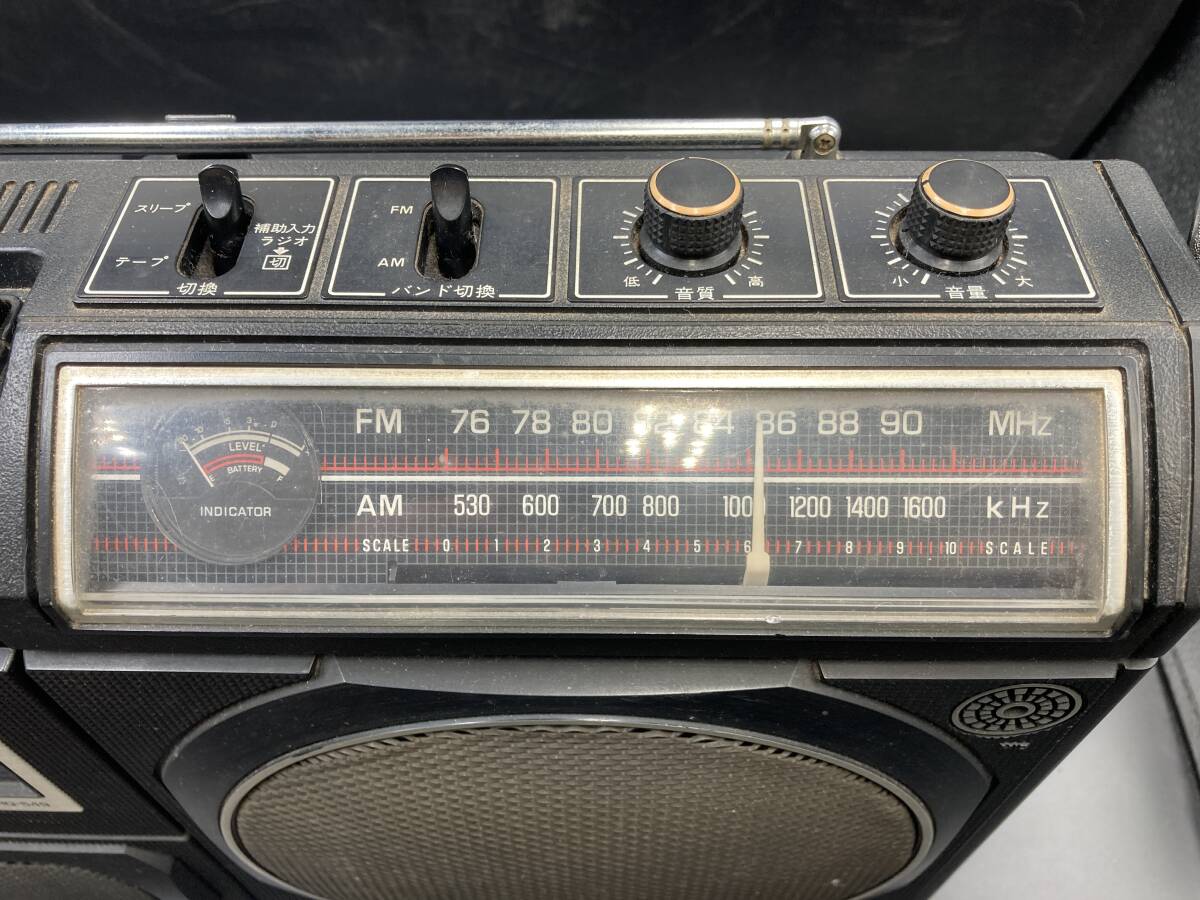 スリープ
補助入力
ラジオ
テープ
切
切換
FM
AM
バンド切換
低
高
音質
小
大
音量
FM 76 78 80 82 84 86 88 90 MHz
LEVEL
BATTERY
INDICATOR
AM 530 600 700 800 1200 1400 1600 kHz
SCALE 0 1 2 3 4 5 6 7 8 9 10 SCALE